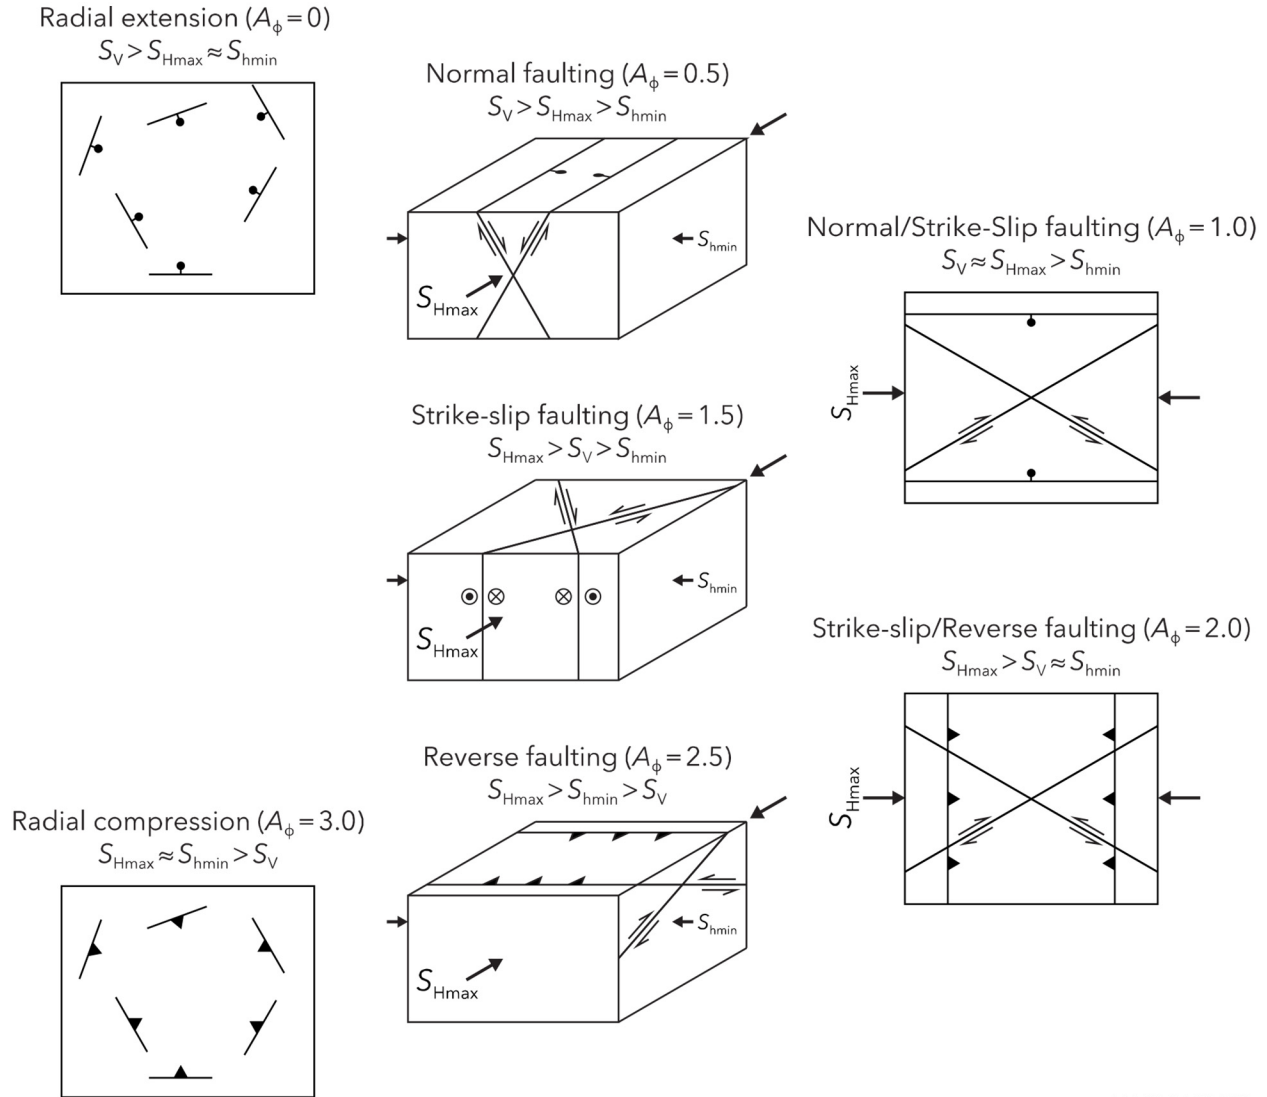 Radial extension (Aϕ = 0)
SV > SHmax ≈ Shmin
Normal faulting (Aϕ = 0.5)
SV > SHmax > Shmin
Shmin
SHmax
Normal/Strike-Slip faulting (Aϕ = 1.0)
SV ≈ SHmax > Shmin
SHmax
Strike-slip faulting (Aϕ = 1.5)
SHmax > SV > Shmin
Shmin
SHmax
Strike-slip/Reverse faulting (Aϕ = 2.0)
SHmax > SV ≈ Shmin
SHmax
Reverse faulting (Aϕ = 2.5)
SHmax > Shmin > SV
Shmin
SHmax
Radial compression (Aϕ = 3.0)
SHmax ≈ Shmin > SV